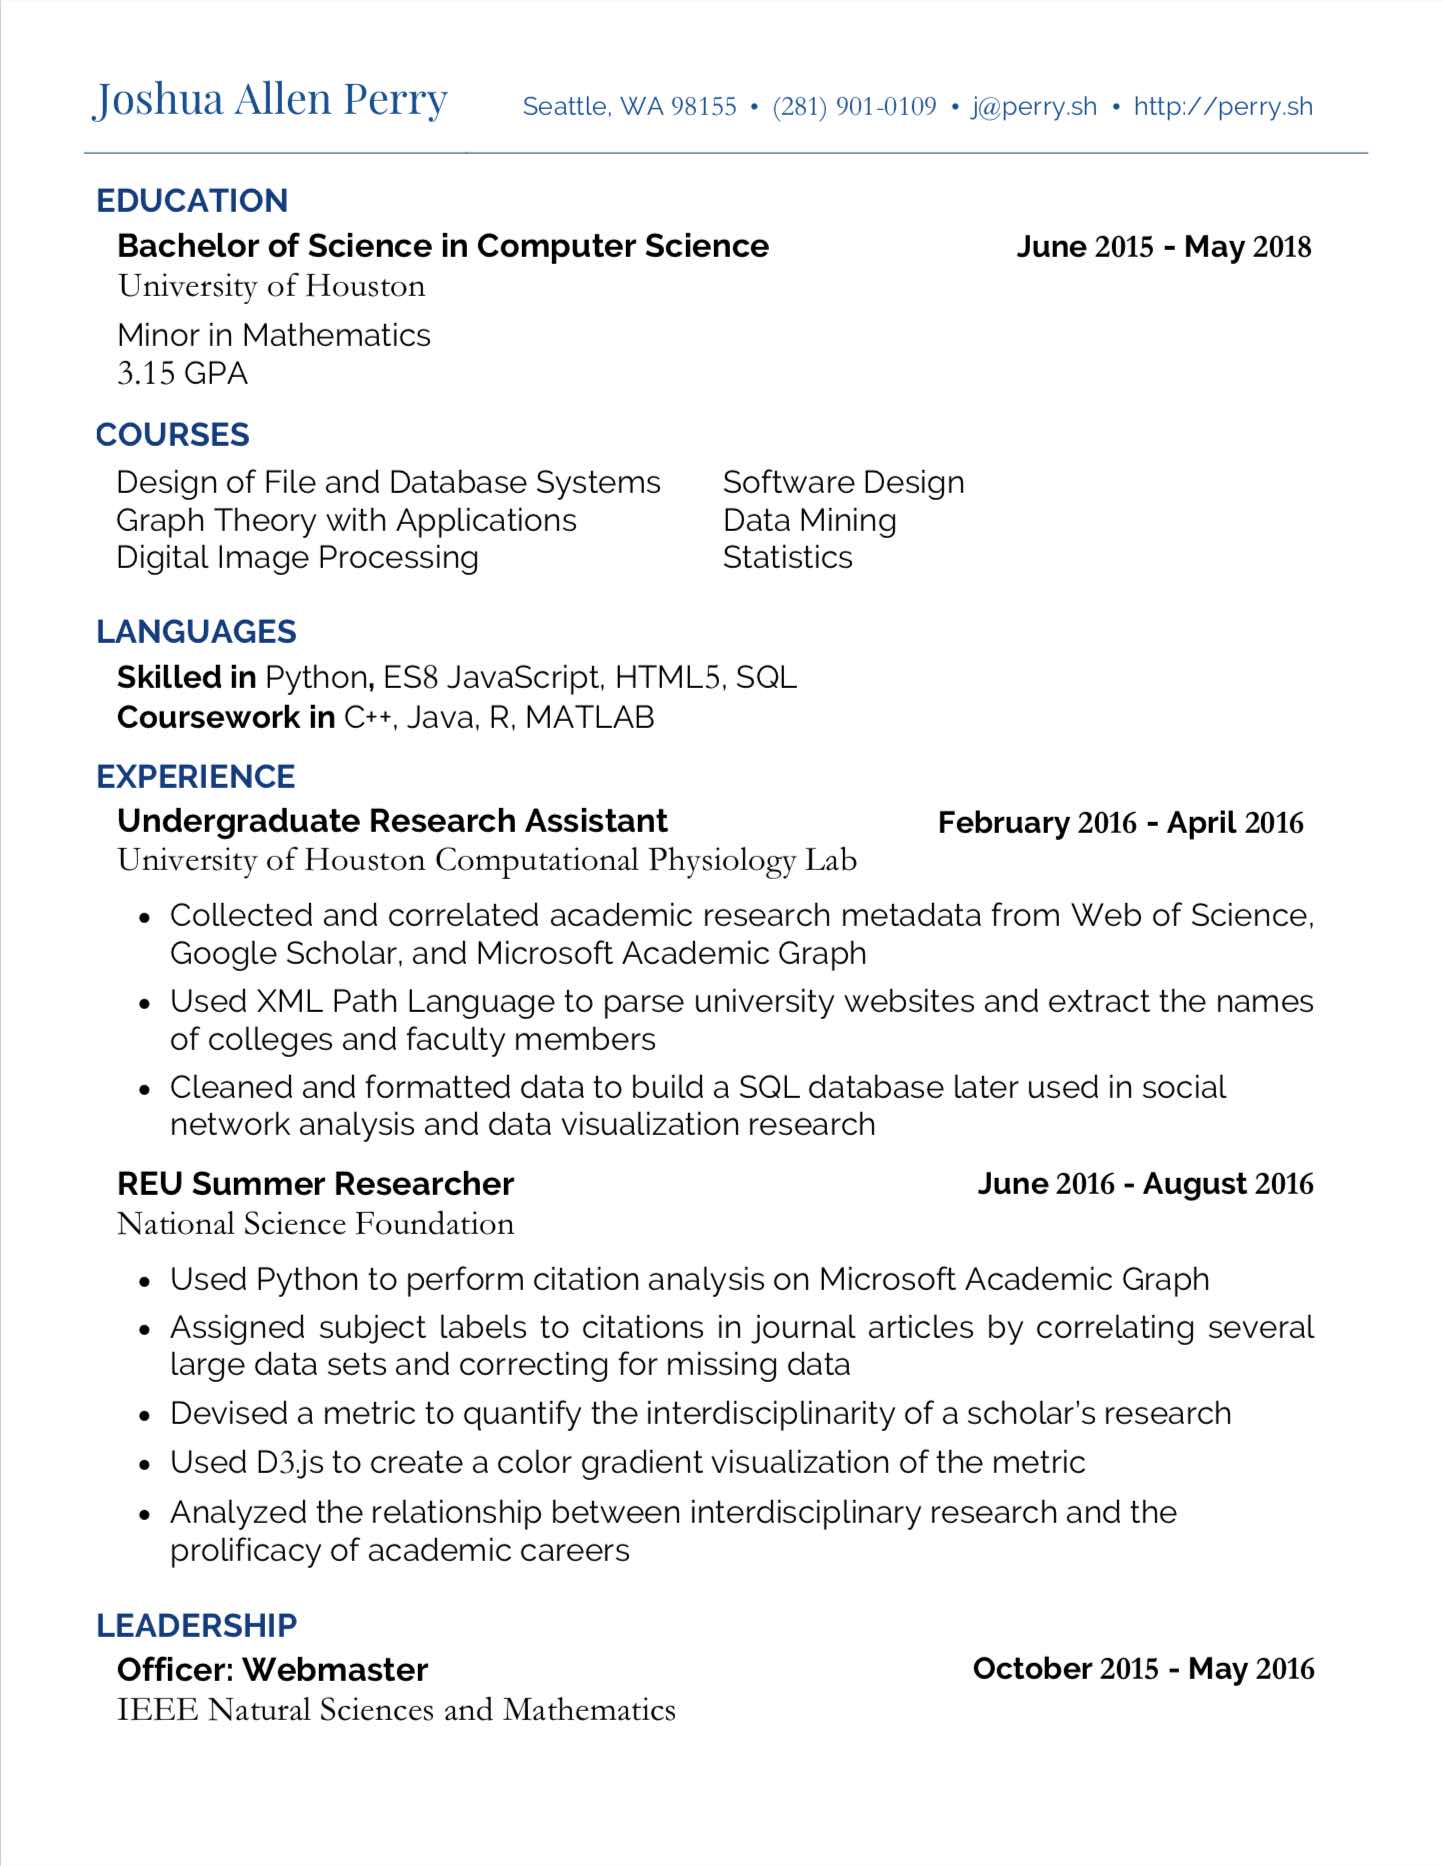 Joshua Allen Perry Seattle, WA 98155 • (281) 901-0109 • j@perry.sh • http://perry.sh
EDUCATION
Bachelor of Science in Computer Science June 2015 - May 2018
University of Houston
Minor in Mathematics
3.15 GPA
COURSES
Design of File and Database Systems Software Design
Graph Theory with Applications Data Mining
Digital Image Processing Statistics
LANGUAGES
Skilled in Python, ES8 JavaScript, HTML5, SQL
Coursework in C++, Java, R, MATLAB
EXPERIENCE
Undergraduate Research Assistant February 2016 - April 2016
University of Houston Computational Physiology Lab
• Collected and correlated academic research metadata from Web of Science,
Google Scholar, and Microsoft Academic Graph
• Used XML Path Language to parse university websites and extract the names
of colleges and faculty members
• Cleaned and formatted data to build a SQL database later used in social
network analysis and data visualization research
REU Summer Researcher June 2016 - August 2016
National Science Foundation
• Used Python to perform citation analysis on Microsoft Academic Graph
• Assigned subject labels to citations in journal articles by correlating several
large data sets and correcting for missing data
• Devised a metric to quantify the interdisciplinarity of a scholar’s research
• Used D3.js to create a color gradient visualization of the metric
• Analyzed the relationship between interdisciplinary research and the
prolificacy of academic careers
LEADERSHIP
Officer: Webmaster October 2015 - May 2016
IEEE Natural Sciences and Mathematics